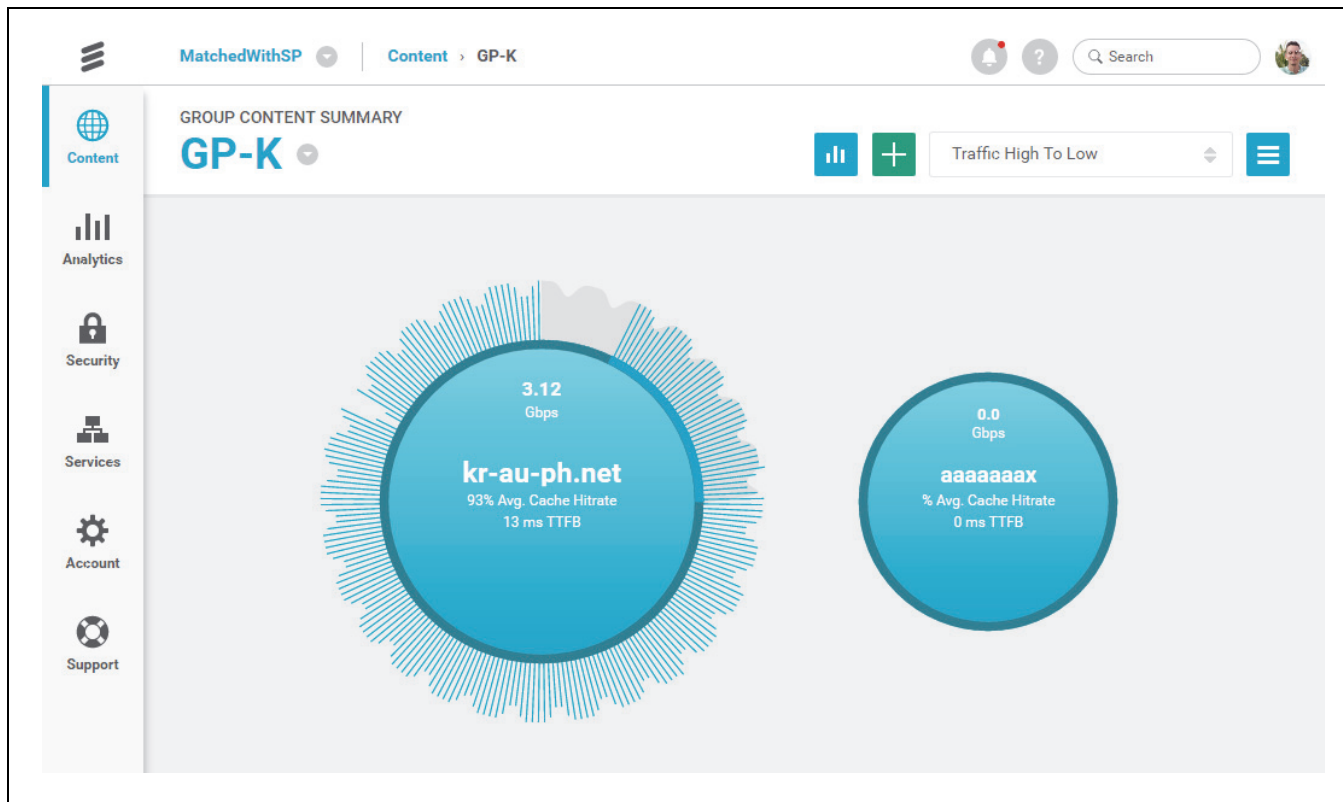 MatchedWithSP
Content › GP-K
? Search
Content
Analytics
Security
Services
Account
Support
GROUP CONTENT SUMMARY
GP-K
Traffic High To Low
3.12
Gbps
kr-au-ph.net
93% Avg. Cache Hitrate
13 ms TTFB
0.0
Gbps
aaaaaaax
% Avg. Cache Hitrate
0 ms TTFB